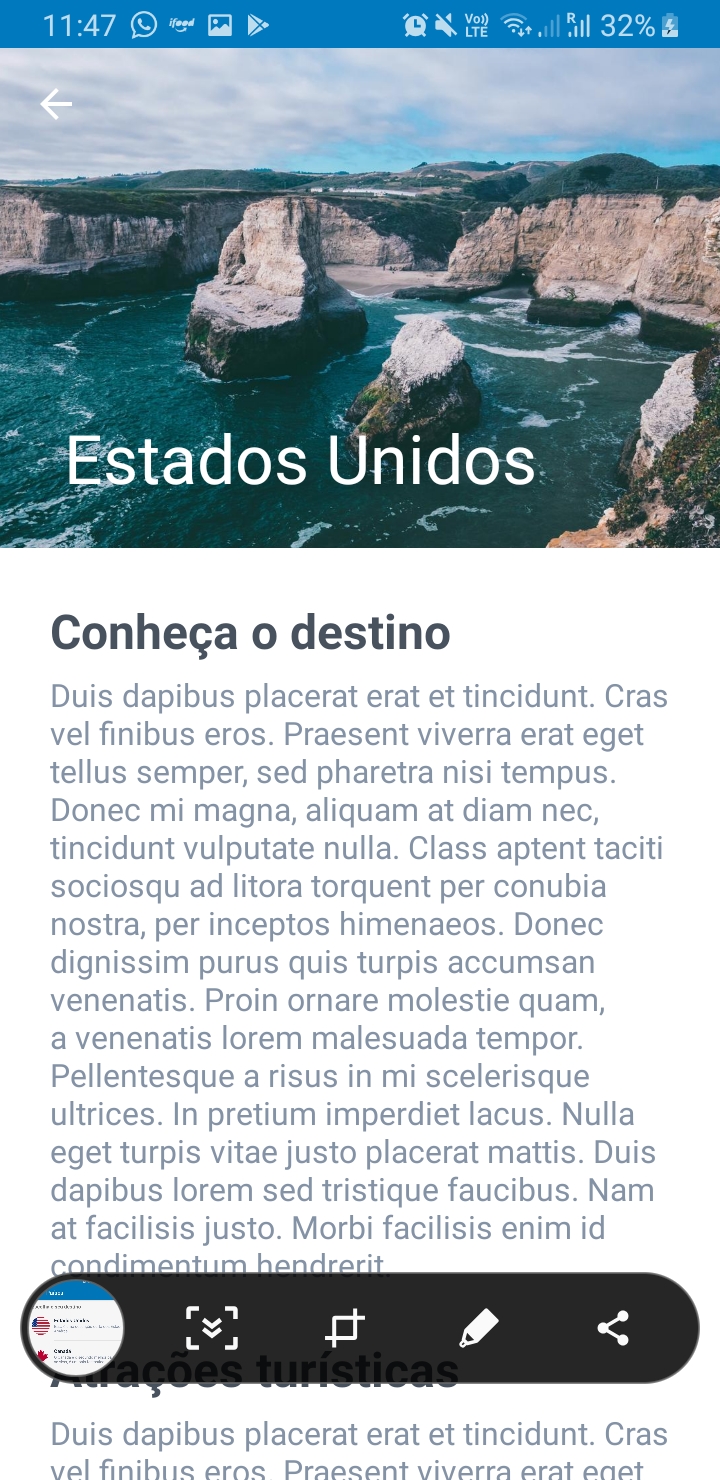 11:47 ifood Vo)) LTE R 32%
Estados Unidos
Conheça o destino
Duis dapibus placerat erat et tincidunt. Cras
vel finibus eros. Praesent viverra erat eget
tellus semper, sed pharetra nisi tempus.
Donec mi magna, aliquam at diam nec,
tincidunt vulputate nulla. Class aptent taciti
sociosqu ad litora torquent per conubia
nostra, per inceptos himenaeos. Donec
dignissim purus quis turpis accumsan
venenatis. Proin ornare molestie quam,
a venenatis lorem malesuada tempor.
Pellentesque a risus in mi scelerisque
ultrices. In pretium imperdiet lacus. Nulla
eget turpis vitae justo placerat mattis. Duis
dapibus lorem sed tristique faucibus. Nam
at facilisis justo. Morbi facilisis enim id
condimentum hendrerit.
seu destino
Estados Unidos
Canadá
Atrações turísticas
Duis dapibus placerat erat et tincidunt. Cras
vel finibus eros. Praesent viverra erat eget